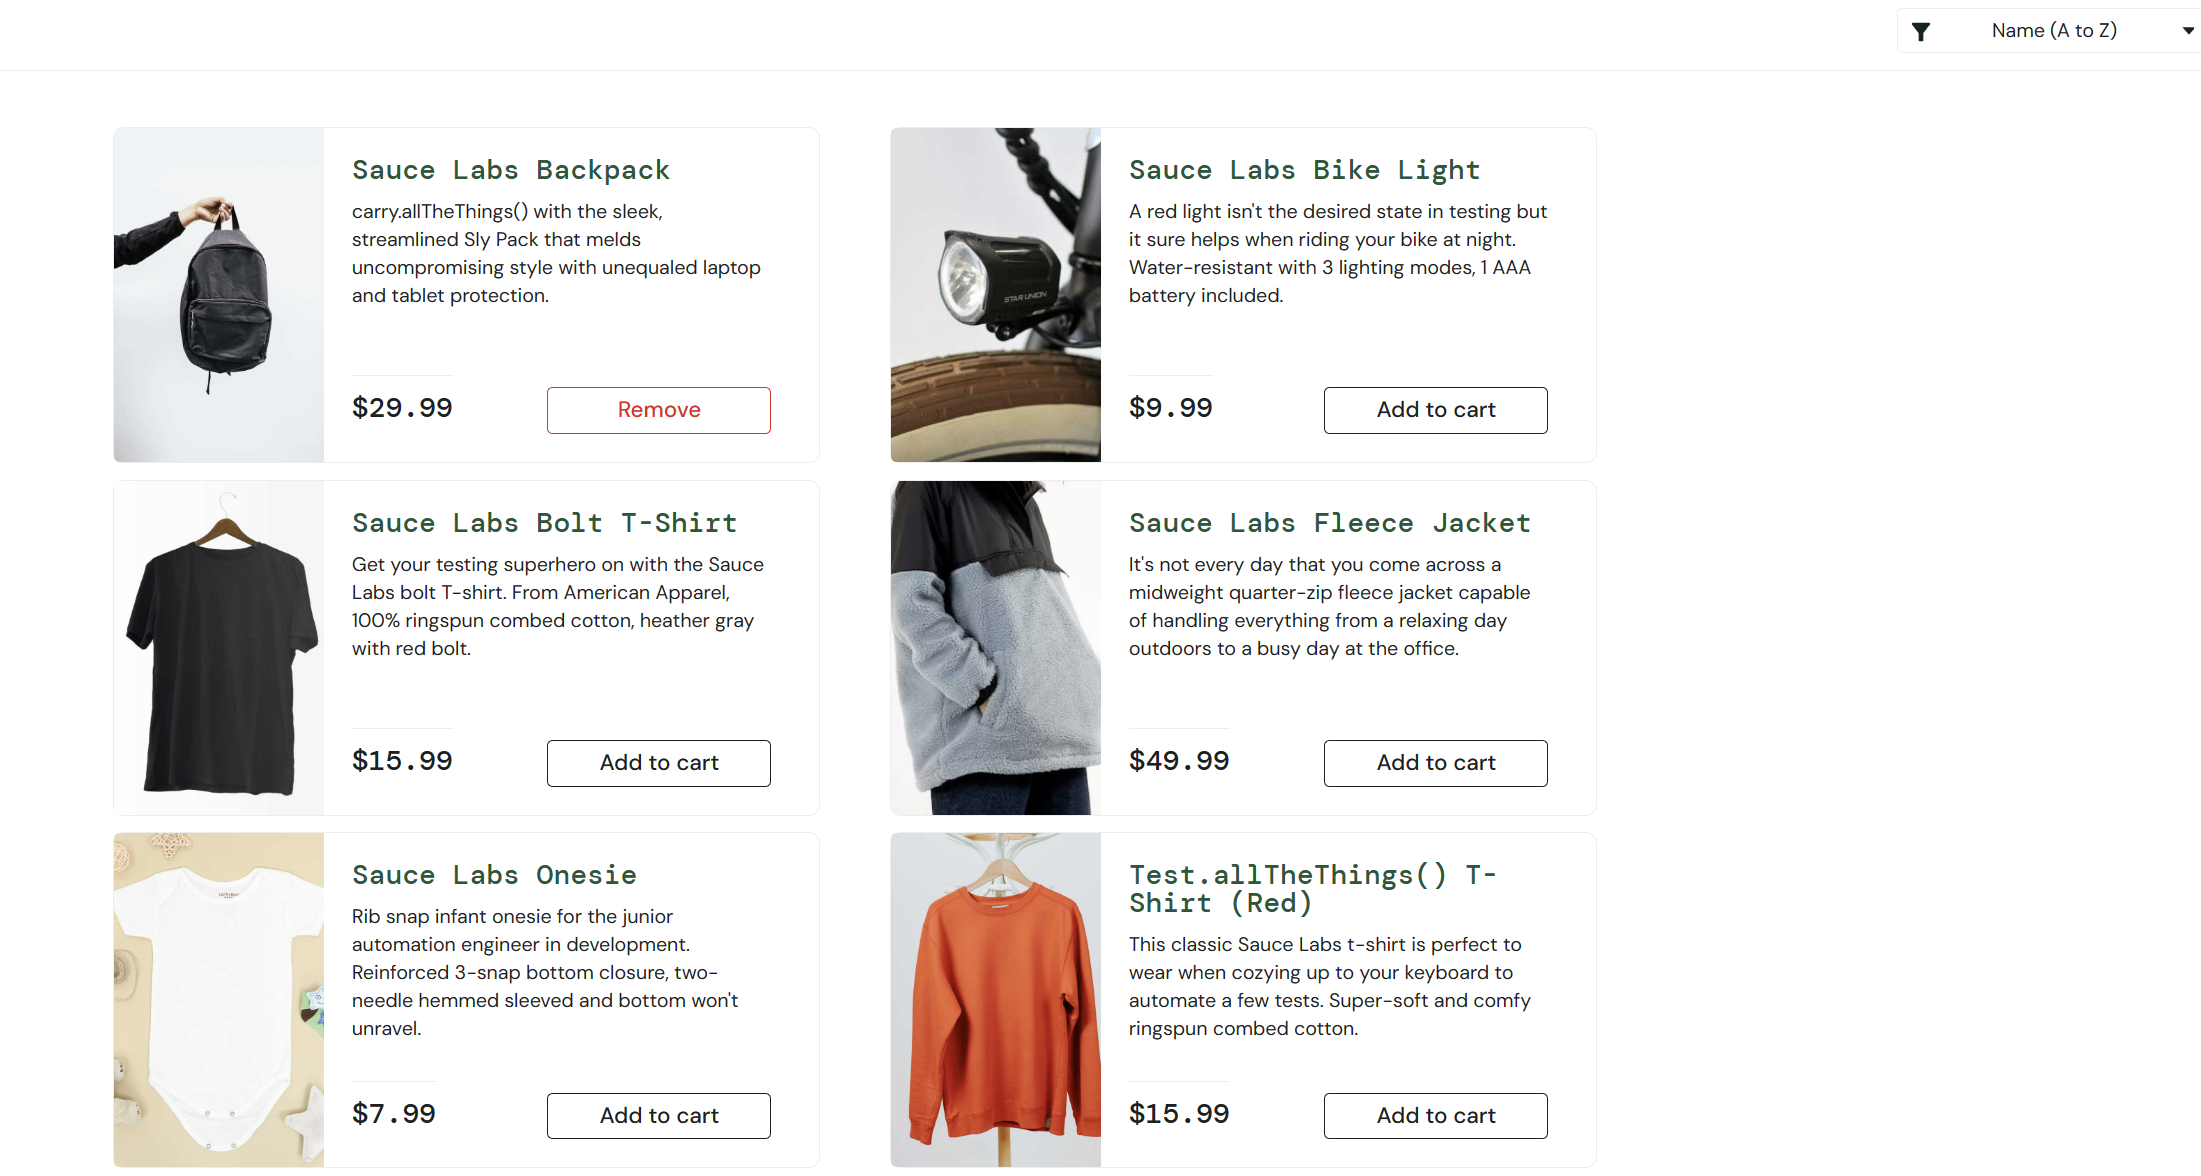 Name (A to Z)
Sauce Labs Backpack
carry.allTheThings() with the sleek,
streamlined Sly Pack that melds
uncompromising style with unequaled laptop
and tablet protection.
$29.99
Remove
Sauce Labs Bike Light
A red light isn't the desired state in testing but
it sure helps when riding your bike at night.
Water-resistant with 3 lighting modes, 1 AAA
battery included.
STAR UNION
$9.99
Add to cart
Sauce Labs Bolt T-Shirt
Get your testing superhero on with the Sauce
Labs bolt T-shirt. From American Apparel,
100% ringspun combed cotton, heather gray
with red bolt.
$15.99
Add to cart
Sauce Labs Fleece Jacket
It's not every day that you come across a
midweight quarter-zip fleece jacket capable
of handling everything from a relaxing day
outdoors to a busy day at the office.
$49.99
Add to cart
Sauce Labs Onesie
Rib snap infant onesie for the junior
automation engineer in development.
Reinforced 3-snap bottom closure, two-
needle hemmed sleeved and bottom won't
unravel.
$7.99
Add to cart
Test.allTheThings() T-
Shirt (Red)
This classic Sauce Labs t-shirt is perfect to
wear when cozying up to your keyboard to
automate a few tests. Super-soft and comfy
ringspun combed cotton.
$15.99
Add to cart